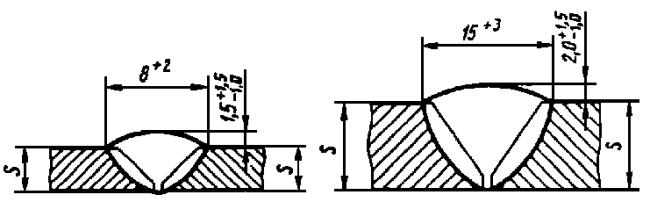 8⁺²
1,5⁺¹,⁵₋₁,₀
S
S
15⁺³
2,0⁺¹,⁵₋₁,₀
S
S